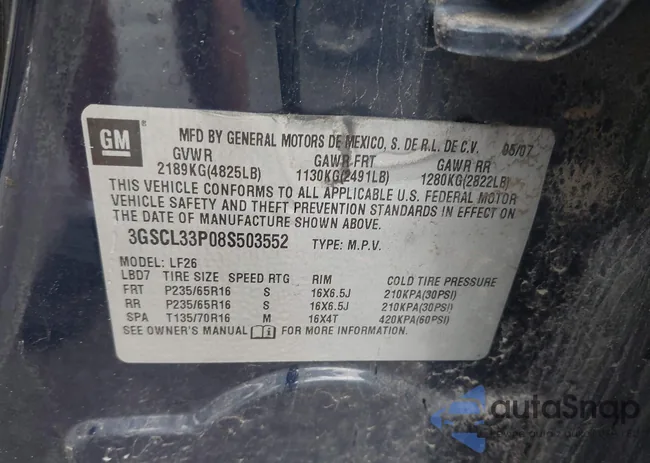 GM
MFD BY GENERAL MOTORS DE MEXICO, S. DE R.L. DE C.V. 05/07
GVWR GAWR FRT GAWR RR
2189KG(4825LB) 1130KG(2491LB) 1280KG(2822LB)
THIS VEHICLE CONFORMS TO ALL APPLICABLE U.S. FEDERAL MOTOR
VEHICLE SAFETY AND THEFT PREVENTION STANDARDS IN EFFECT ON
THE DATE OF MANUFACTURE SHOWN ABOVE.
3GSCL33P08S503552 TYPE: M.P.V.
MODEL: LF26
LBD7 TIRE SIZE SPEED RTG RIM COLD TIRE PRESSURE
FRT P235/65R16 S 16X6.5J 210KPA(30PSI)
RR P235/65R16 S 16X6.5J 210KPA(30PSI)
SPA T135/70R16 M 16X4T 420KPA(60PSI)
SEE OWNER'S MANUAL FOR MORE INFORMATION.
autoSnap